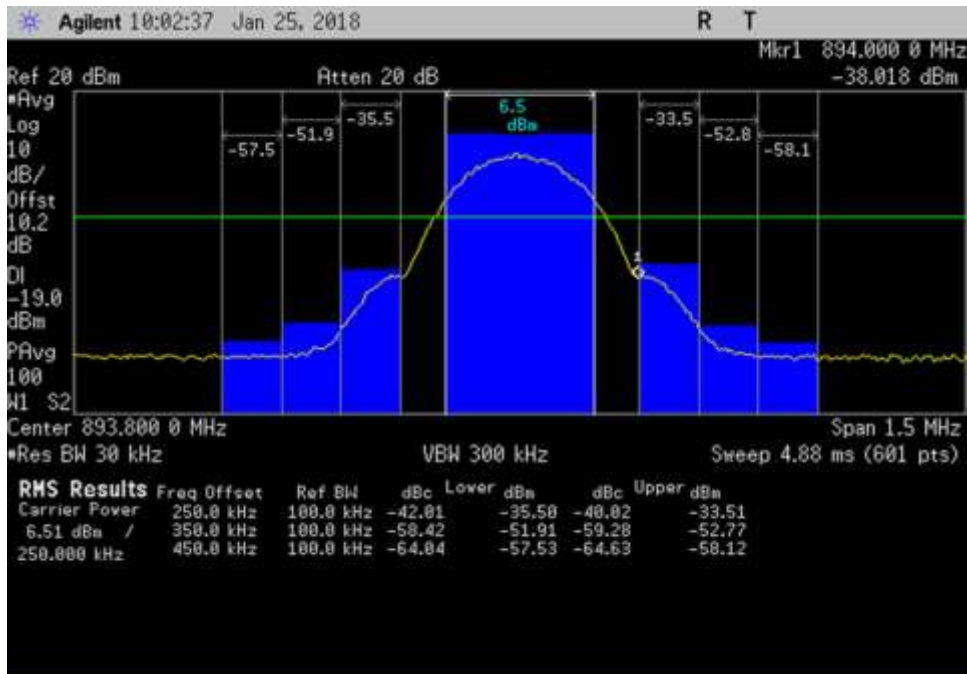 Agilent 10:02:37 Jan 25, 2018 R T
Mkr1 894.000 0 MHz
Ref 20 dBm Atten 20 dB -38.018 dBm
*Avg
Log
10
dB/
Offst
10.2
dB
DI
-19.0
dBm
PAvg
100
W1 S2
-57.5 -51.9 -35.5 6.5 dBm -33.5 -52.8 -58.1
1
Center 893.800 0 MHz Span 1.5 MHz
*Res BW 30 kHz VBW 300 kHz Sweep 4.88 ms (601 pts)
RMS Results Freq Offset Ref BW dBc Lower dBm dBc Upper dBm
Carrier Power 250.0 kHz 100.0 kHz -42.01 -35.50 -40.02 -33.51
6.51 dBm / 350.0 kHz 100.0 kHz -58.42 -51.91 -59.28 -52.77
250.000 kHz 450.0 kHz 100.0 kHz -64.04 -57.53 -64.63 -58.12